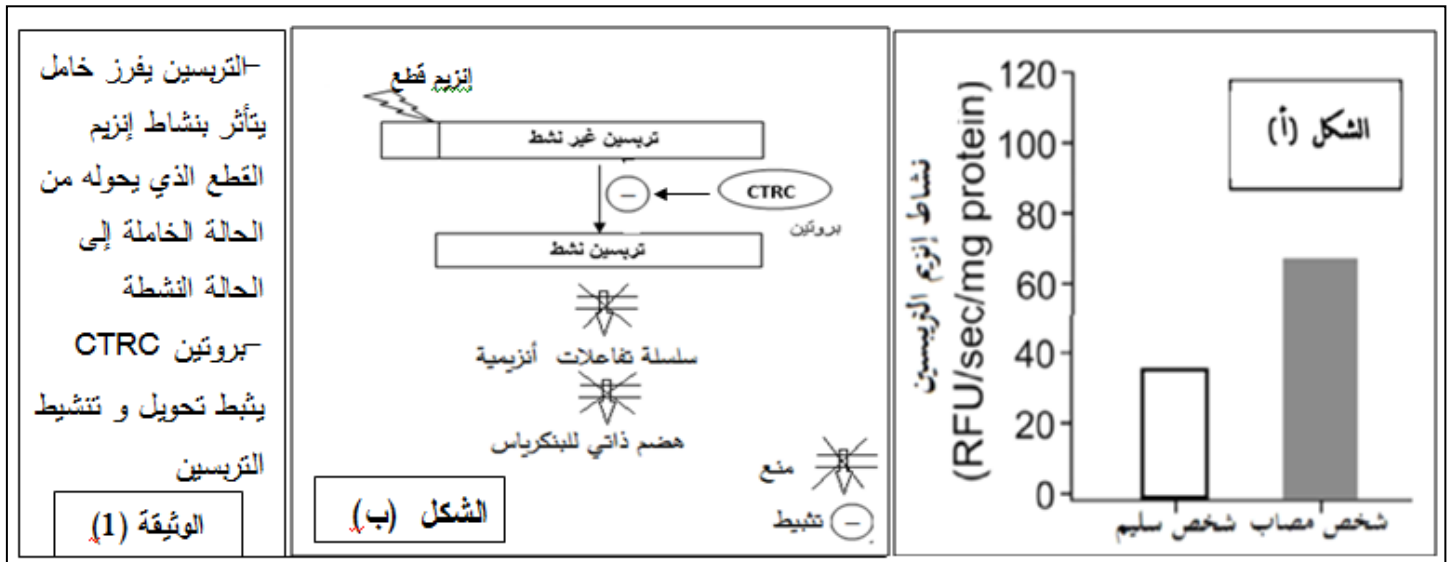 –التربسين يفرز خامل
يتأثر بنشاط إنزيم
القطع الذي يحوله من
الحالة الخاملة إلى
الحالة النشطة
–بروتين CTRC
يثبط تحويل و تنشيط
التربسين
الوثيقة (1)
إنزيم قطع
تربسين غير نشط
–
CTRC
بروتين
تربسين نشط
سلسلة تفاعلات أنزيمية
هضم ذاتي للبنكرياس
منع
– تثبيط
الشكل (ب)
الشكل (أ)
نشاط إنزيم التربسين
(RFU/sec/mg protein)
120
100
80
60
40
20
0
شخص سليم
شخص مصاب